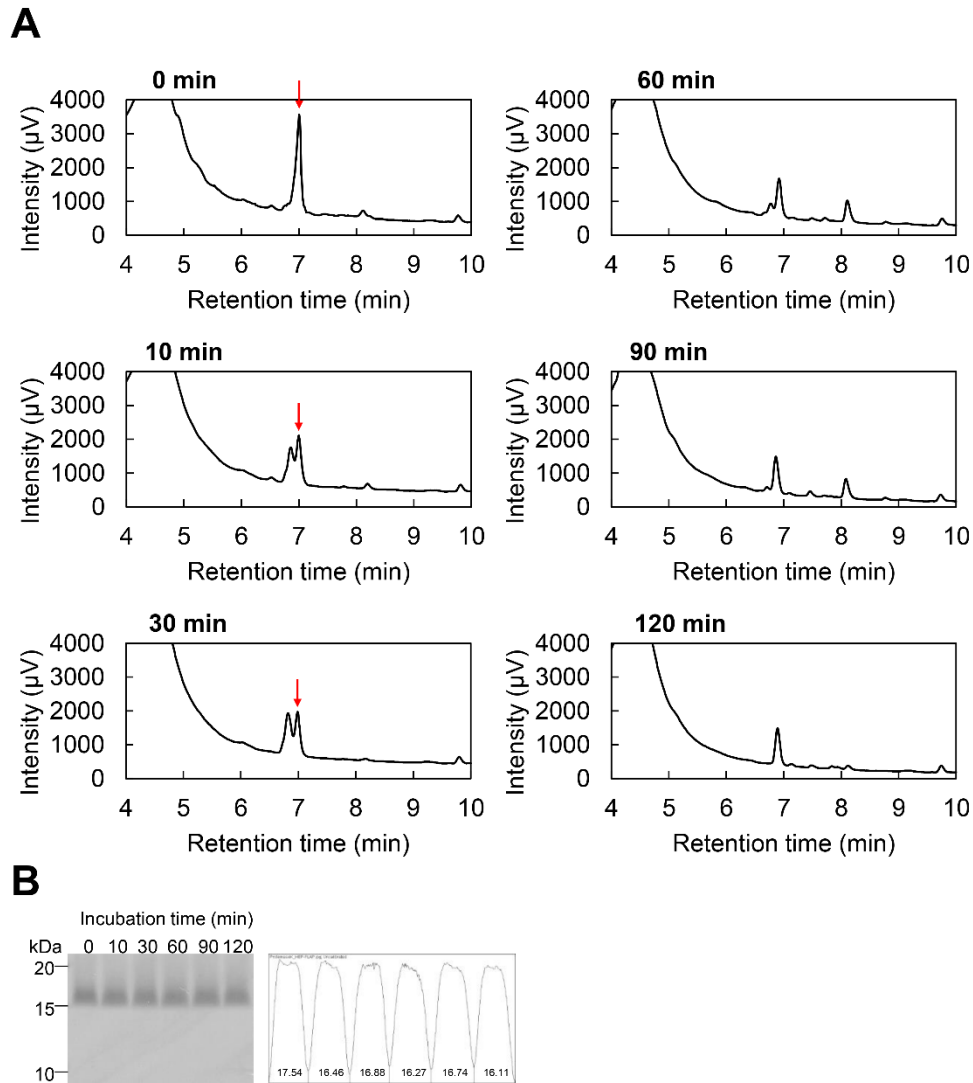 A
0 min
4000
3000
2000
1000
0
Intensity (µV)
4 5 6 7 8 9 10
Retention time (min)
60 min
4000
3000
2000
1000
0
Intensity (µV)
4 5 6 7 8 9 10
Retention time (min)
10 min
4000
3000
2000
1000
0
Intensity (µV)
4 5 6 7 8 9 10
Retention time (min)
90 min
4000
3000
2000
1000
0
Intensity (µV)
4 5 6 7 8 9 10
Retention time (min)
30 min
4000
3000
2000
1000
0
Intensity (µV)
4 5 6 7 8 9 10
Retention time (min)
120 min
4000
3000
2000
1000
0
Intensity (µV)
4 5 6 7 8 9 10
Retention time (min)
B
Incubation time (min)
kDa 0 10 30 60 90 120
20
15
10
17.54 16.46 16.88 16.27 16.74 16.11